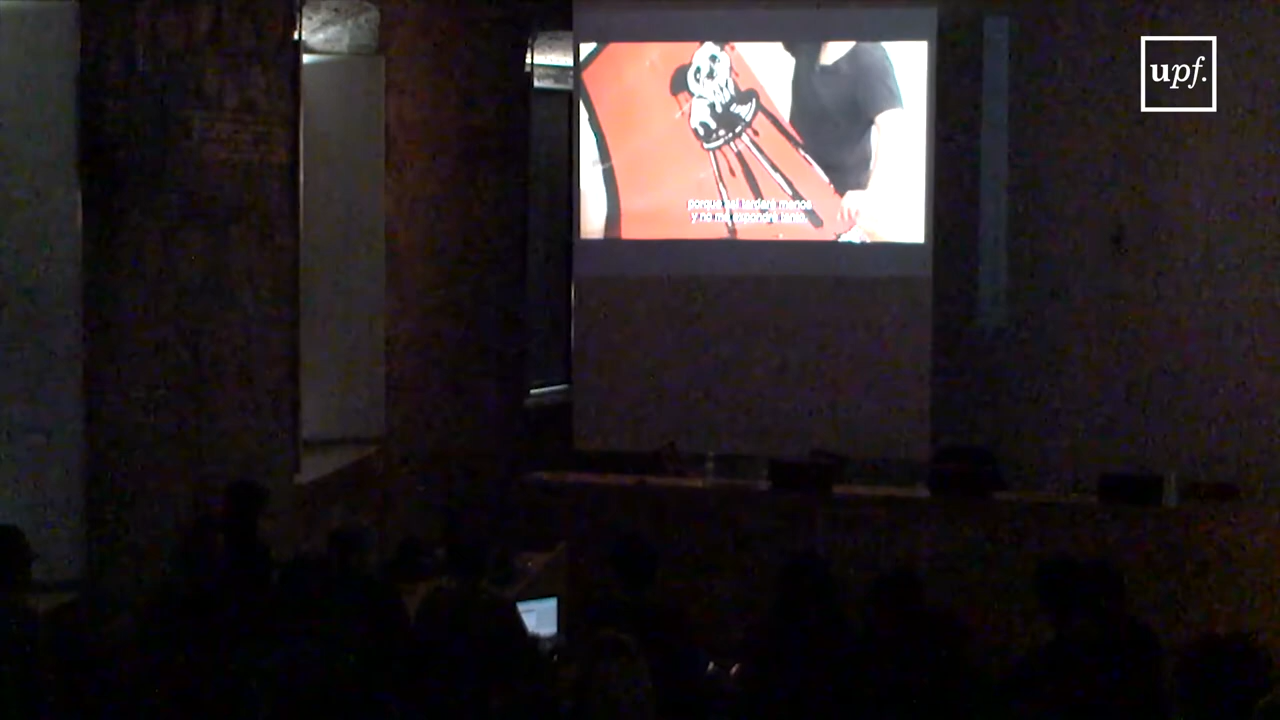 upf.
porque así tardaré menos
y no me expondré tanto.